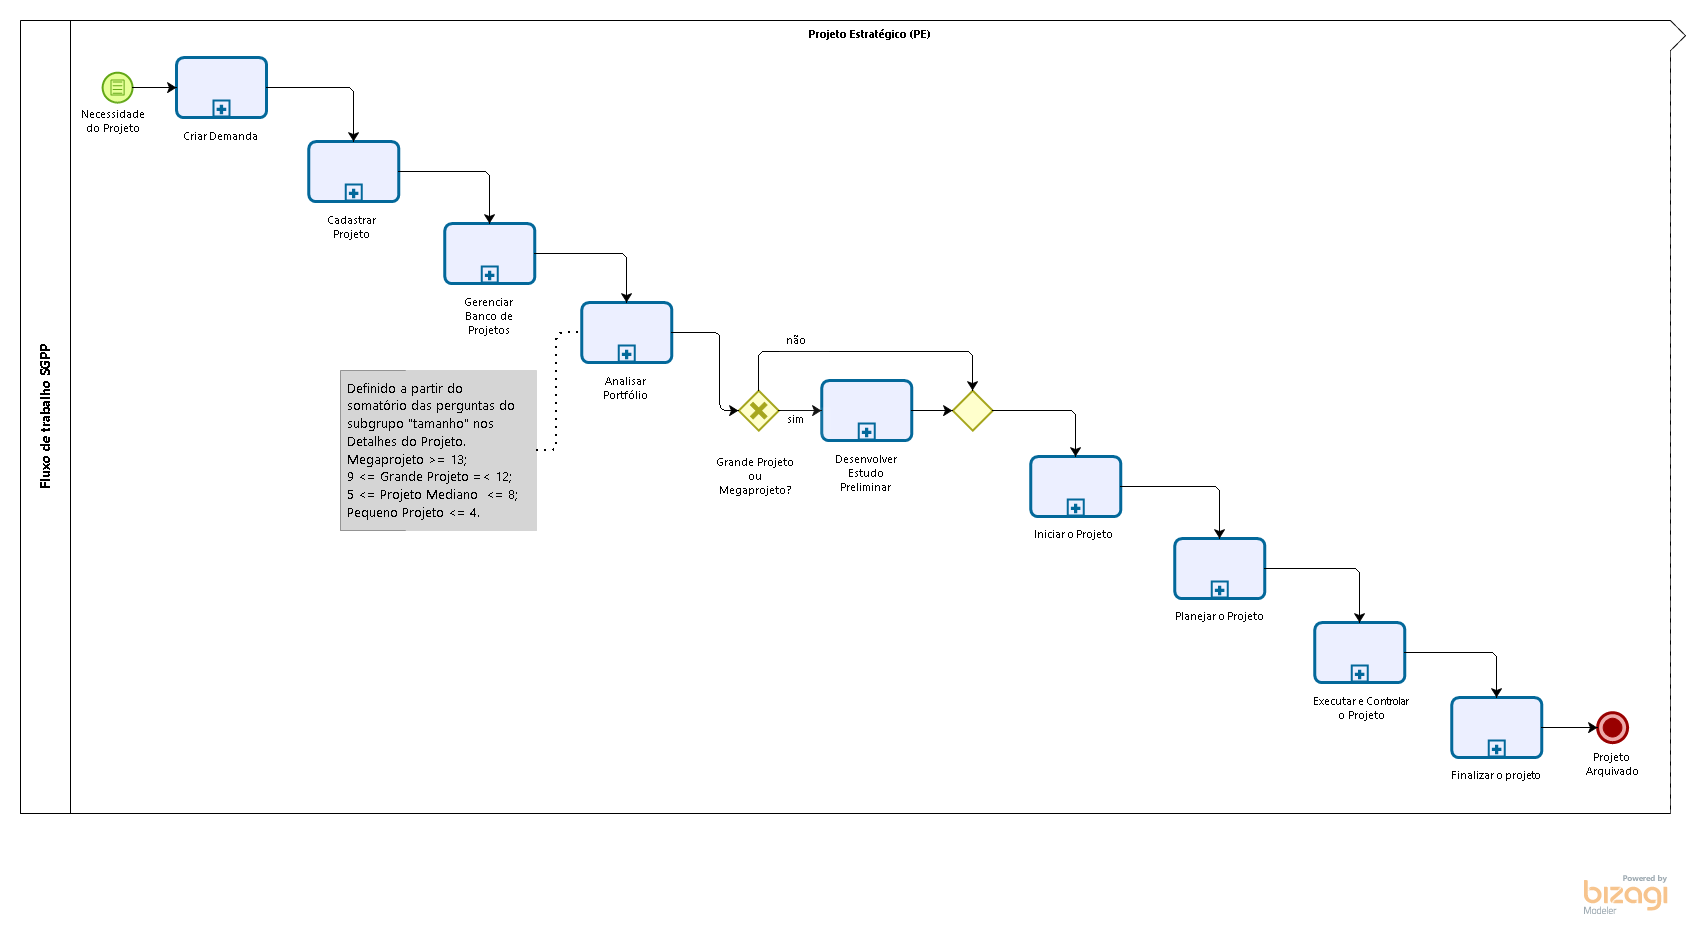 Projeto Estratégico (PE)
Fluxo de trabalho SGPP
Necessidade
do Projeto
Criar Demanda
Cadastrar
Projeto
Gerenciar
Banco de
Projetos
Analisar
Portfólio
Definido a partir do
somatório das perguntas do
subgrupo "tamanho" nos
Detalhes do Projeto.
Megaprojeto >= 13;
9 <= Grande Projeto =< 12;
5 <= Projeto Mediano  <= 8;
Pequeno Projeto <= 4.
não
sim
Grande Projeto
ou
Megaprojeto?
Desenvolver
Estudo
Preliminar
Iniciar o Projeto
Planejar o Projeto
Executar e Controlar
o Projeto
Finalizar o projeto
Projeto
Arquivado
Powered by
bizagi
Modeler